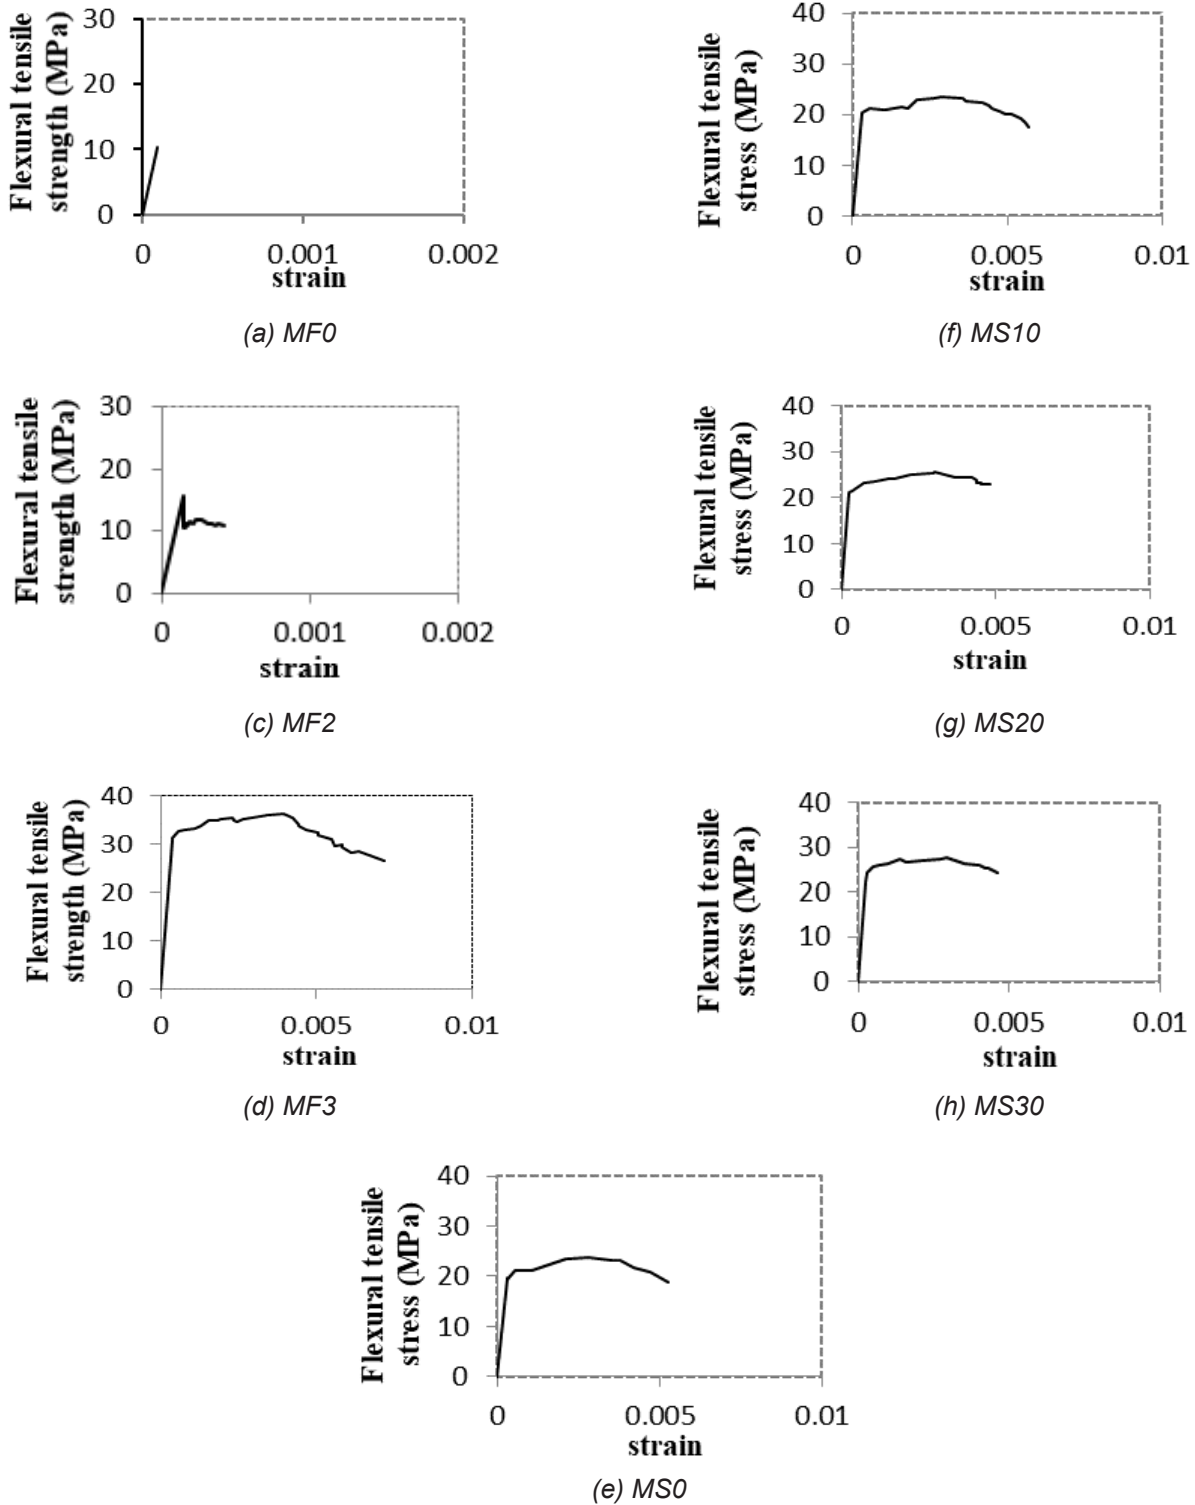 Flexural tensile
strength (MPa)
30
20
10
0
0 0.001 0.002
strain
(a) MF0
Flexural tensile
stress (MPa)
40
30
20
10
0
0 0.005 0.01
strain
(f) MS10
Flexural tensile
strength (MPa)
30
20
10
0
0 0.001 0.002
strain
(c) MF2
Flexural tensile
stress (MPa)
40
30
20
10
0
0 0.005 0.01
strain
(g) MS20
Flexural tensile
strength (MPa)
40
30
20
10
0
0 0.005 0.01
strain
(d) MF3
Flexural tensile
stress (MPa)
40
30
20
10
0
0 0.005 0.01
strain
(h) MS30
Flexural tensile
stress (MPa)
40
30
20
10
0
0 0.005 0.01
strain
(e) MS0